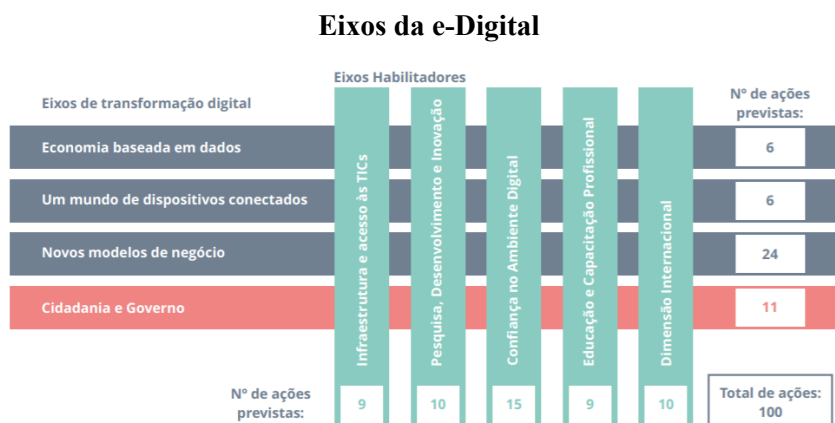 Eixos da e-Digital
Eixos Habilitadores
Eixos de transformação digital
Nº de ações
previstas:
Economia baseada em dados
6
Um mundo de dispositivos conectados
6
Novos modelos de negócio
24
Cidadania e Governo
11
Infraestrutura e acesso às TICs
Pesquisa, Desenvolvimento e Inovação
Confiança no Ambiente Digital
Educação e Capacitação Profissional
Dimensão Internacional
Nº de ações
previstas:
9
10
15
9
10
Total de ações:
100